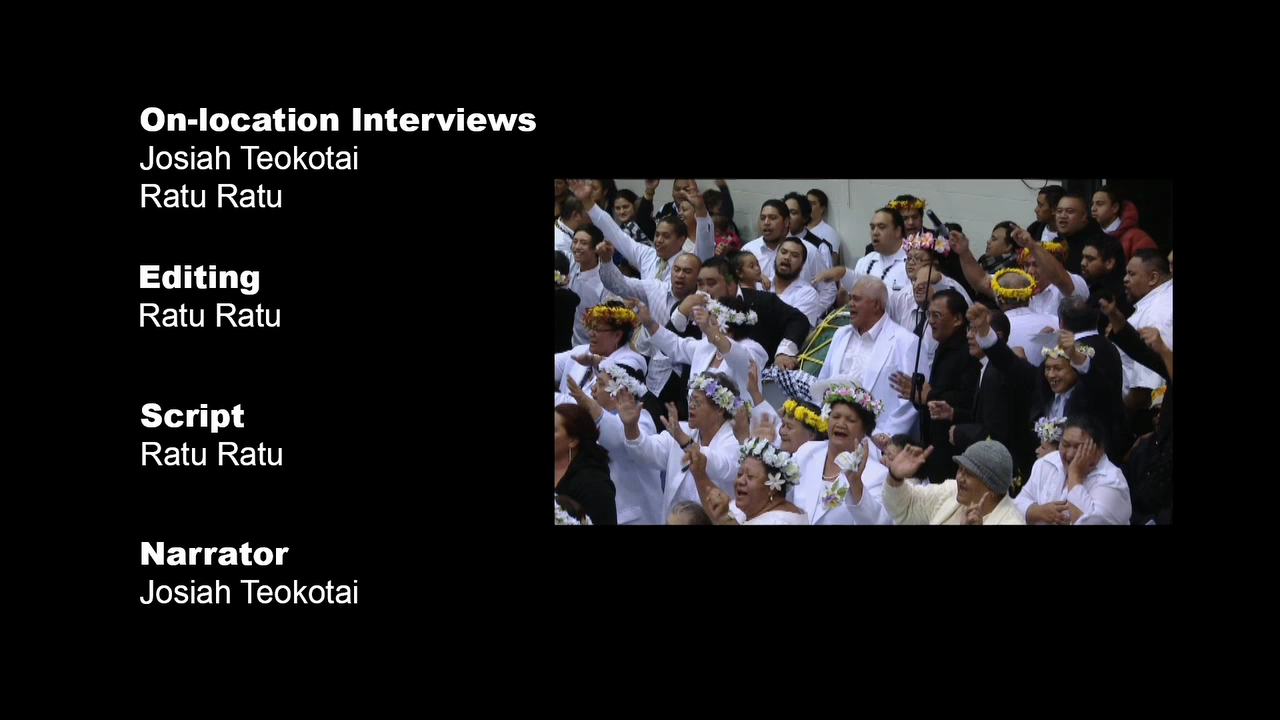 On-location Interviews
Josiah Teokotai
Ratu Ratu
Editing
Ratu Ratu
Script
Ratu Ratu
Narrator
Josiah Teokotai